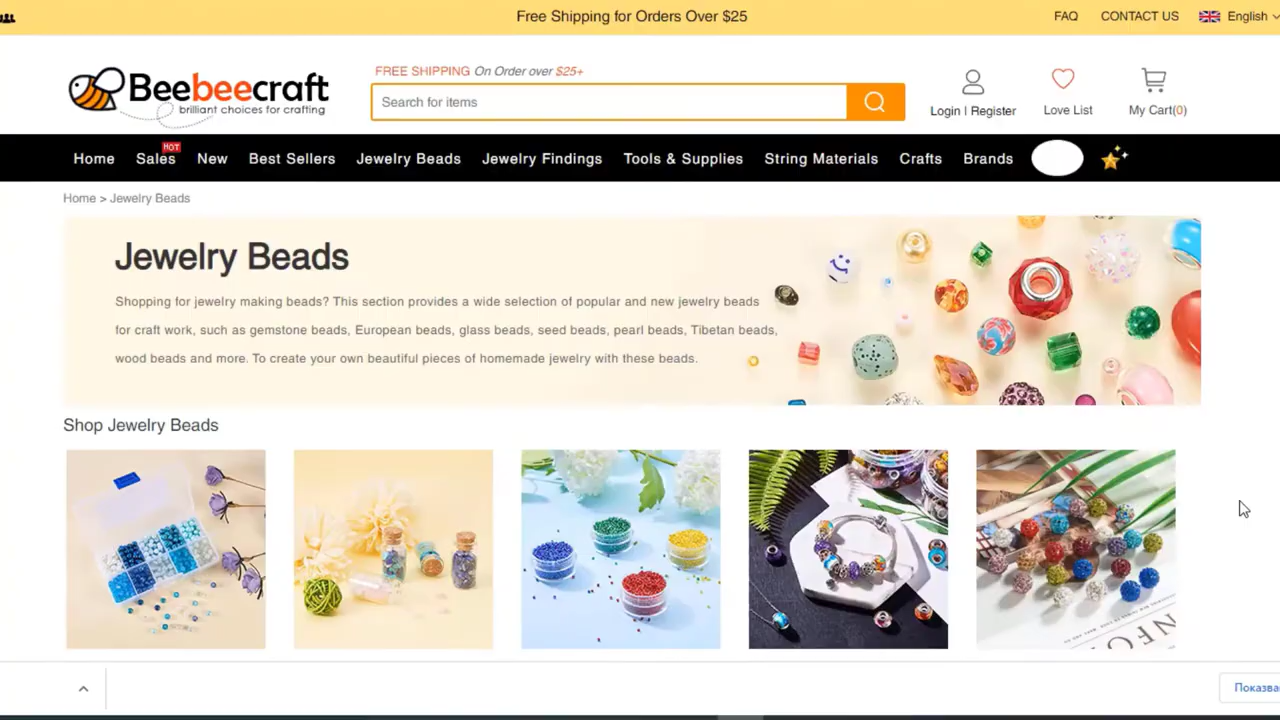 Free Shipping for Orders Over $25
FAQ
CONTACT US
English
FREE SHIPPING On Order over $25+
Beebeecraft
brilliant choices for crafting
Search for items
Login | Register
Love List
My Cart(0)
HOT
Home Sales New Best Sellers Jewelry Beads Jewelry Findings Tools & Supplies String Materials Crafts Brands
Home > Jewelry Beads
Jewelry Beads
Shopping for jewelry making beads? This section provides a wide selection of popular and new jewelry beads
for craft work, such as gemstone beads, European beads, glass beads, seed beads, pearl beads, Tibetan beads,
wood beads and more. To create your own beautiful pieces of homemade jewelry with these beads.
Shop Jewelry Beads
Показва